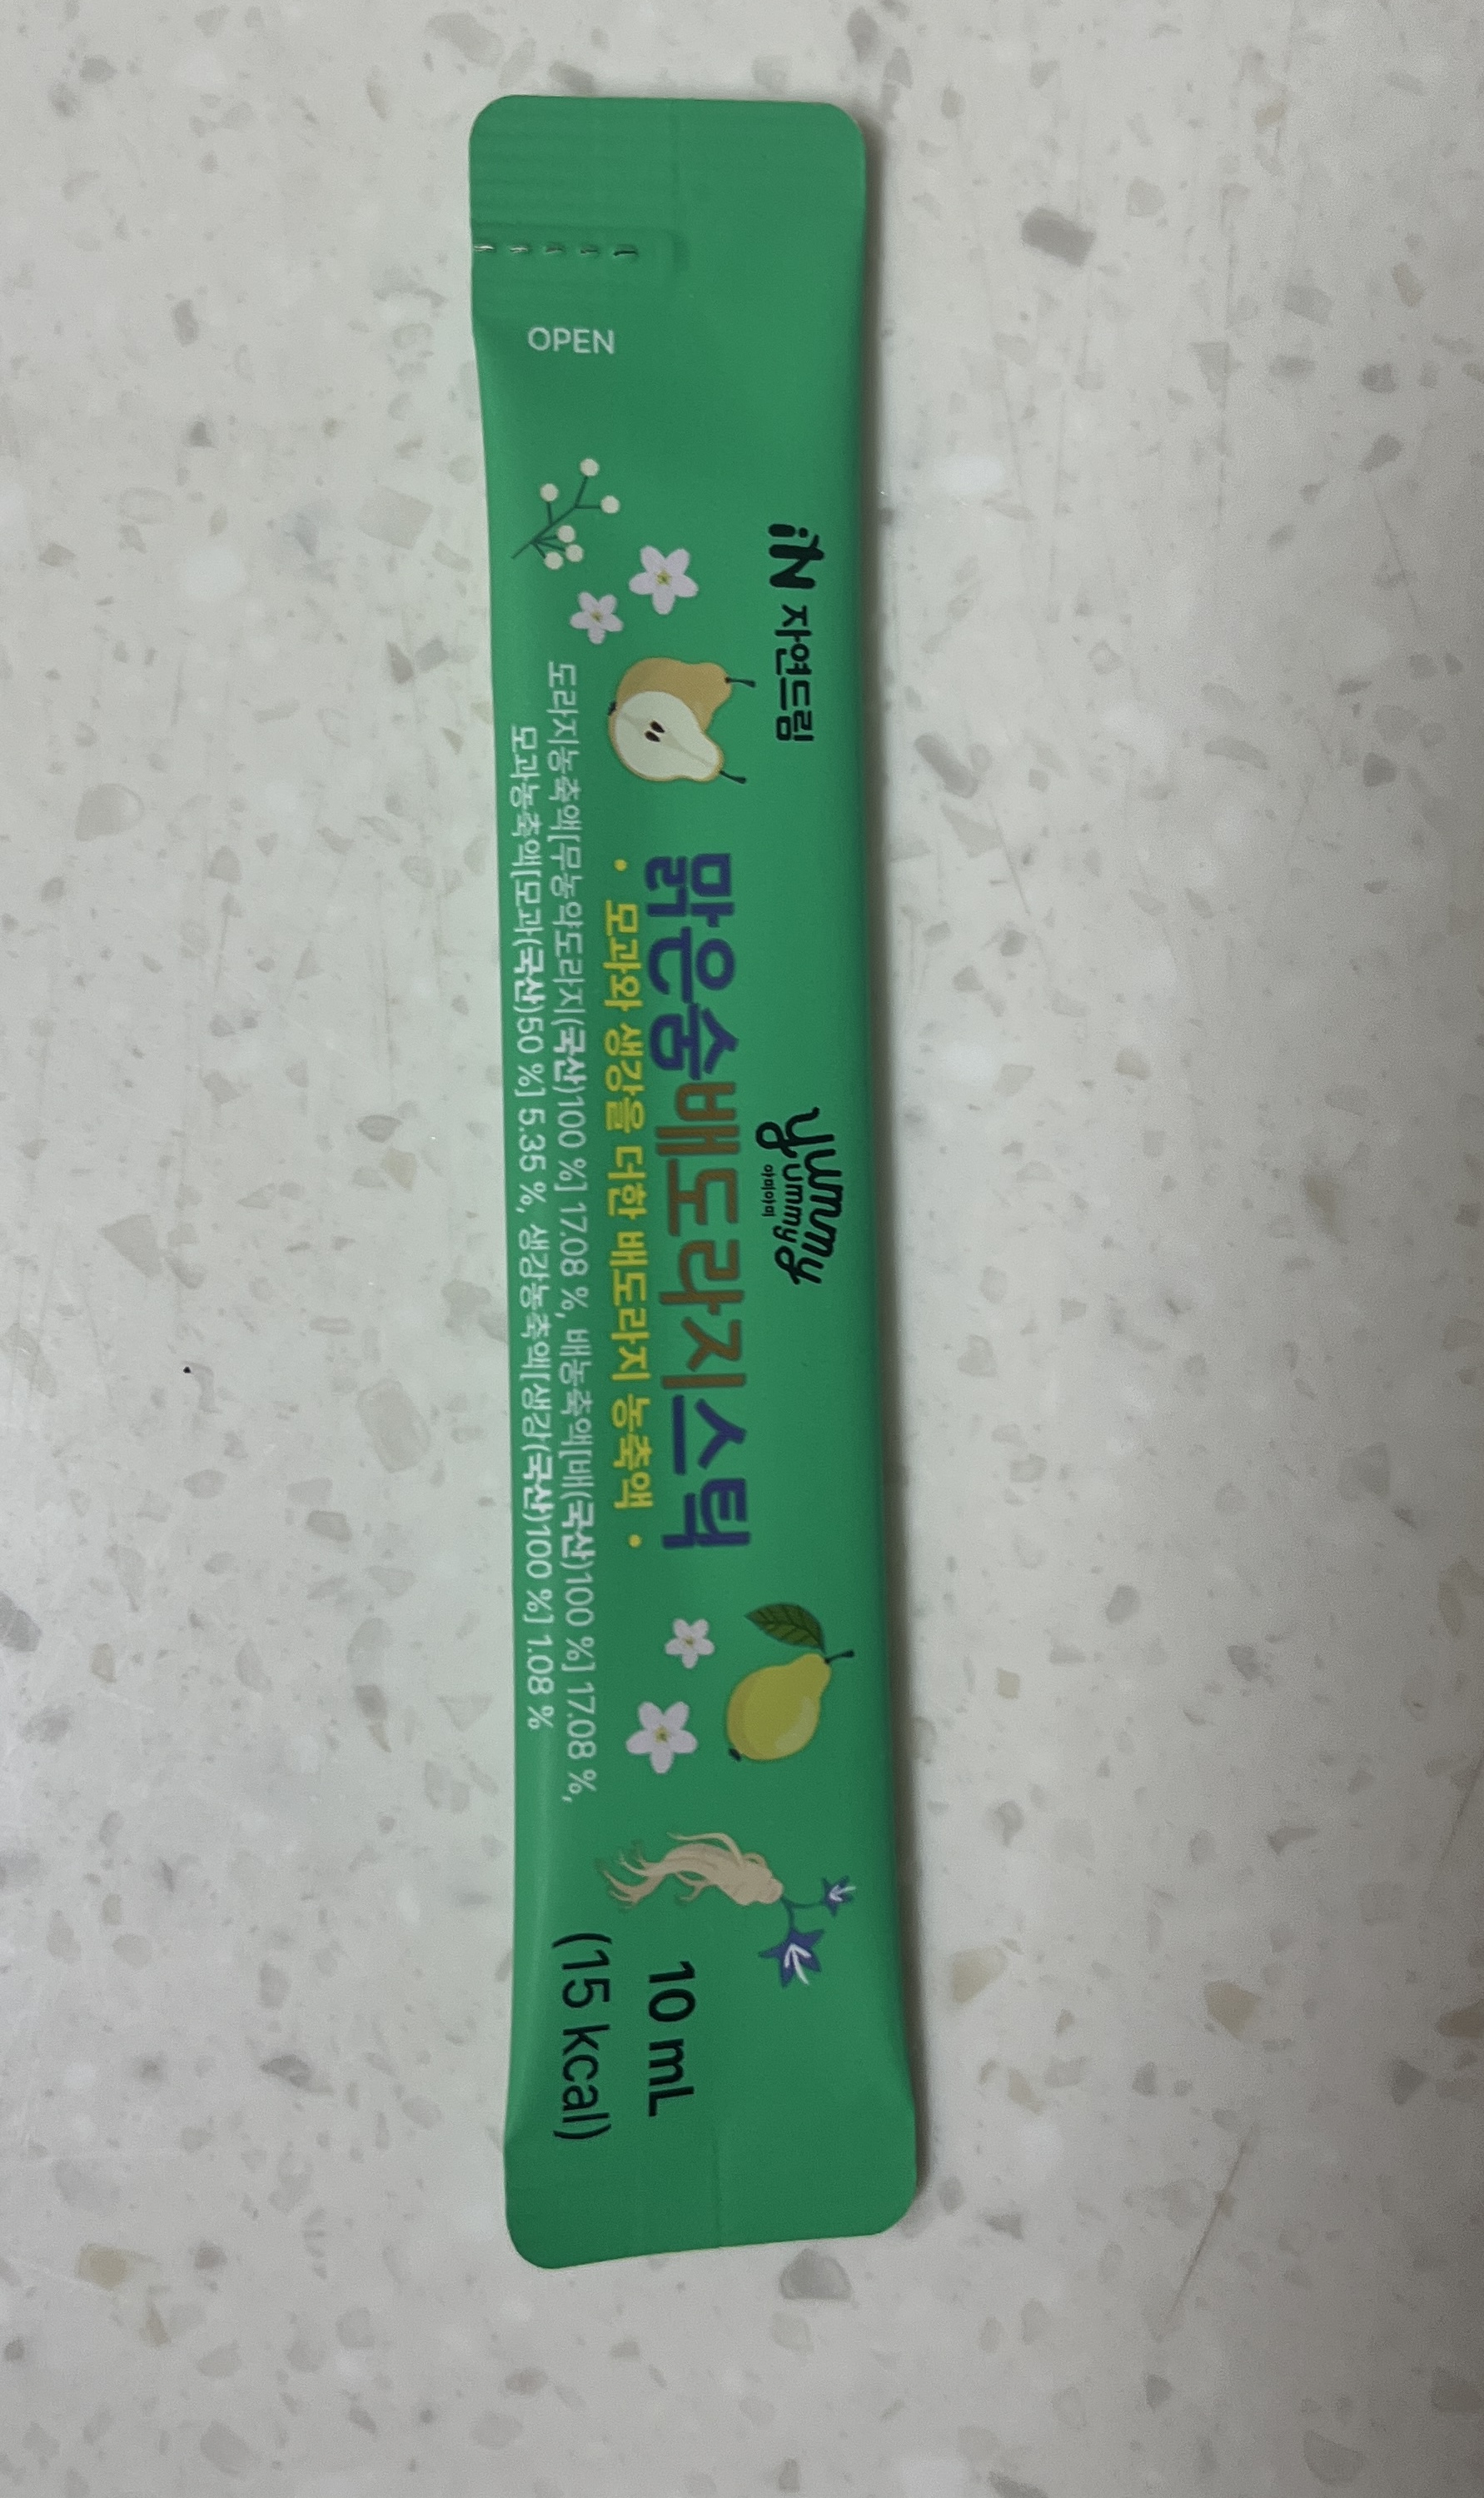 OPEN
iN 자연드림
yummy
yummy
야미야미
맑은숨배도라지스틱
• 모과와 생강을 더한 배도라지 농축액 •
도라지농축액[무농약도라지(국산)100 %] 17.08 %, 배농축액[배(국산)100 %] 17.08 %,
모과농축액[모과(국산)50 %] 5.35 %, 생강농축액[생강(국산)100 %] 1.08 %
10 mL
(15 kcal)